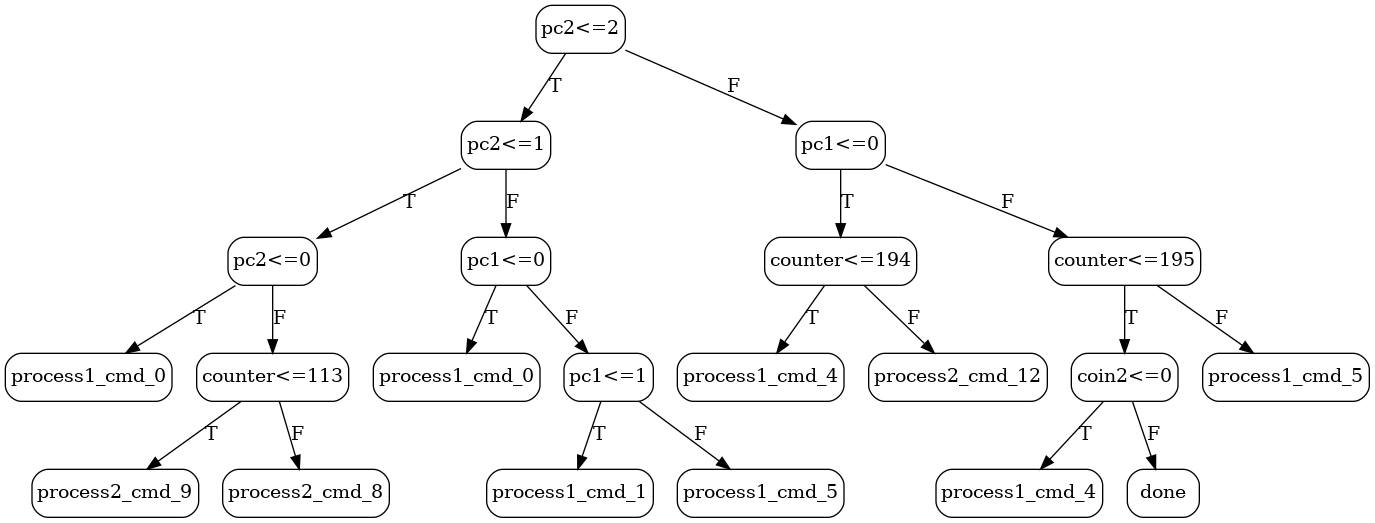 pc2<=2
T
F
pc2<=1
pc1<=0
T
F
T
F
pc2<=0
pc1<=0
counter<=194
counter<=195
T
F
T
F
T
F
T
F
process1_cmd_0
counter<=113
process1_cmd_0
pc1<=1
process1_cmd_4
process2_cmd_12
coin2<=0
process1_cmd_5
T
F
T
F
T
F
process2_cmd_9
process2_cmd_8
process1_cmd_1
process1_cmd_5
process1_cmd_4
done